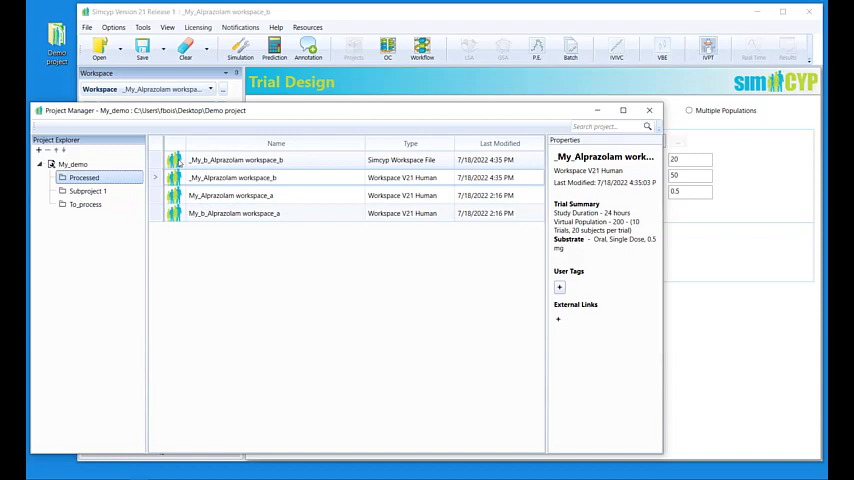 Simcyp Version 21 Release 1 : _My_Alprazolam workspace_b
File Options Tools View Licensing Notifications Help Resources
Demo
project
Open Save Clear Simulation Prediction Annotation Projects OC Workflow LSA GSA P.E. Batch IVIVC VBE IVPT Real Time Results
Workspace
Trial Design
simCYP
Workspace _My_Alprazolam workspa... ...
Project Manager - My_demo : C:\Users\fbois\Desktop\Demo project
Multiple Populations
Search project...
Project Explorer
My_demo
Processed
Subproject 1
To_process
Name Type Last Modified
_My_b_Alprazolam workspace_b Simcyp Workspace File 7/18/2022 4:35 PM
_My_Alprazolam workspace_b Workspace V21 Human 7/18/2022 4:35 PM
My_Alprazolam workspace_a Workspace V21 Human 7/18/2022 2:16 PM
My_b_Alprazolam workspace_a Workspace V21 Human 7/18/2022 2:16 PM
Properties
_My_Alprazolam work...
Workspace V21 Human
Last Modified: 7/18/2022 4:35:03 P
Trial Summary
Study Duration - 24 hours
Virtual Population - 200 - (10
Trials, 20 subjects per trial)
Substrate - Oral, Single Dose, 0.5
mg
User Tags
+
External Links
+
20
50
0.5